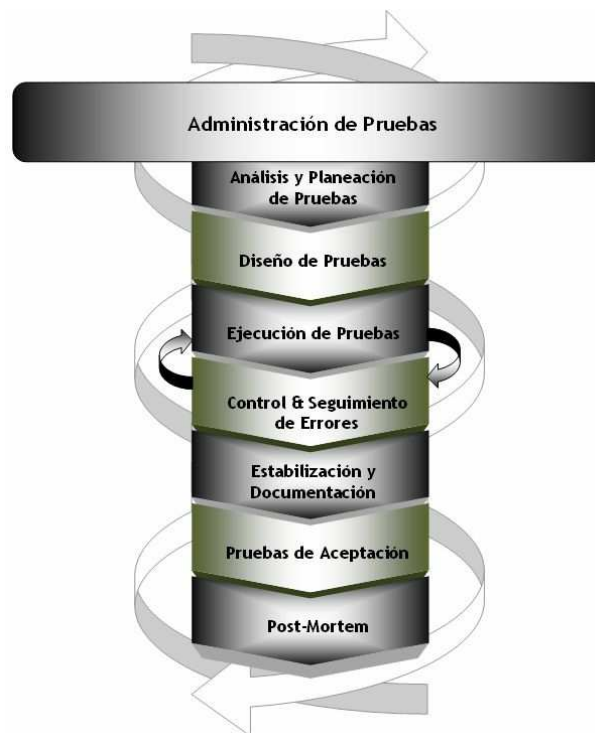 Administración de Pruebas
Análisis y Planeación
de Pruebas
Diseño de Pruebas
Ejecución de Pruebas
Control & Seguimiento
de Errores
Estabilización y
Documentación
Pruebas de Aceptación
Post-Mortem